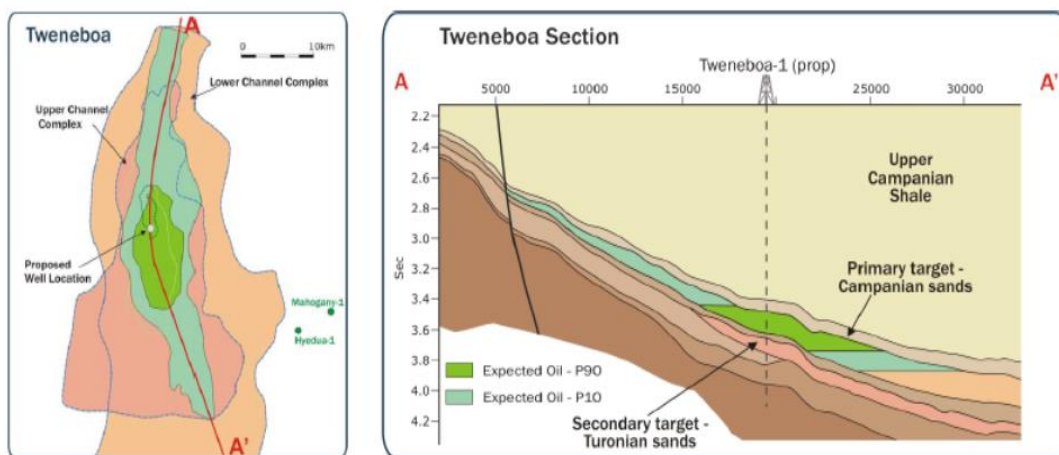 Tweneboa
A
0
10km
Lower Channel Complex
Upper Channel
Complex
Proposed
Well Location
Mahogany-1
Hyedua-1
A'
Tweneboa Section
Tweneboa-1 (prop)
A
A'
5000
10000
15000
25000
30000
2.2
2.4
2.6
2.8
3.0
3.2
3.4
3.6
3.8
4.0
4.2
Sec
Upper
Campanian
Shale
Primary target -
Campanian sands
Expected Oil - P90
Expected Oil - P10
Secondary target -
Turonian sands